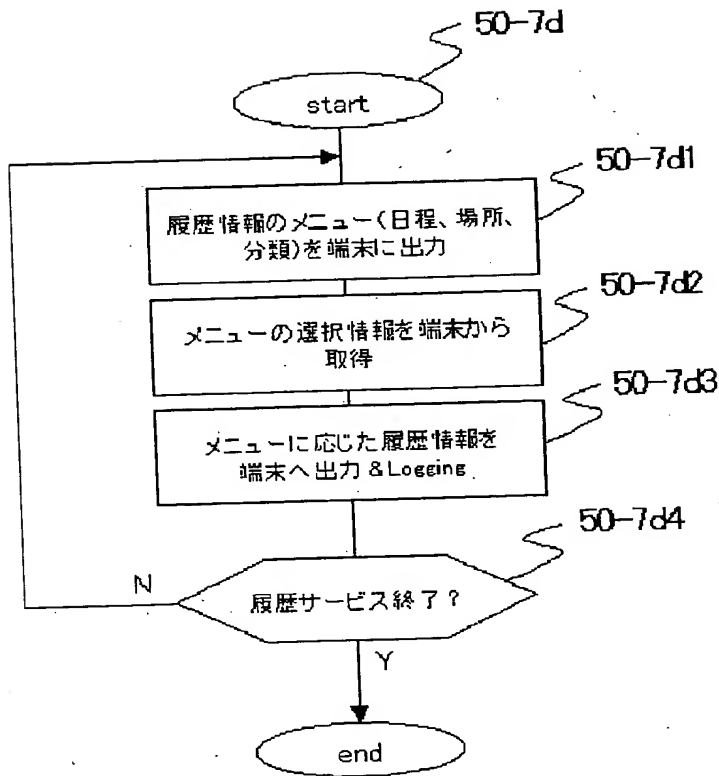 50-7d
start
50-7d1
履歴情報のメニュー(日程、場所、
分類)を端末に出力
50-7d2
メニューの選択情報を端末から
取得
50-7d3
メニューに応じた履歴情報を
端末へ出力&Logging
50-7d4
N
履歴サービス終了?
Y
end